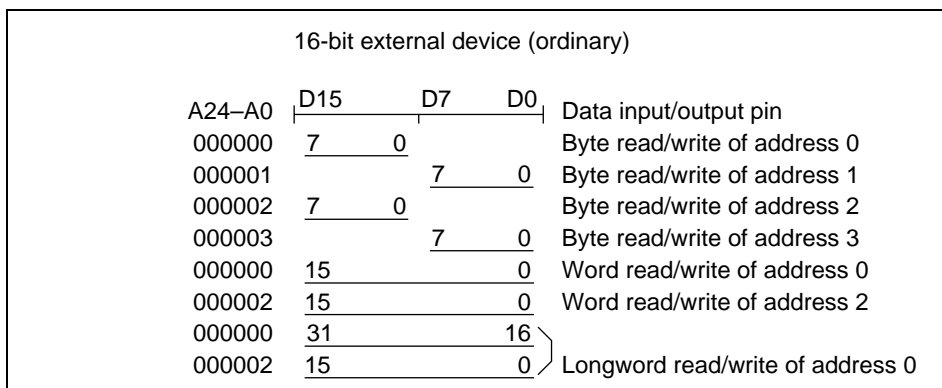 16-bit external device (ordinary)
A24–A0 D15 D7 D0 Data input/output pin
000000 7 0 Byte read/write of address 0
000001 7 0 Byte read/write of address 1
000002 7 0 Byte read/write of address 2
000003 7 0 Byte read/write of address 3
000000 15 0 Word read/write of address 0
000002 15 0 Word read/write of address 2
000000 31 16
000002 15 0 Longword read/write of address 0